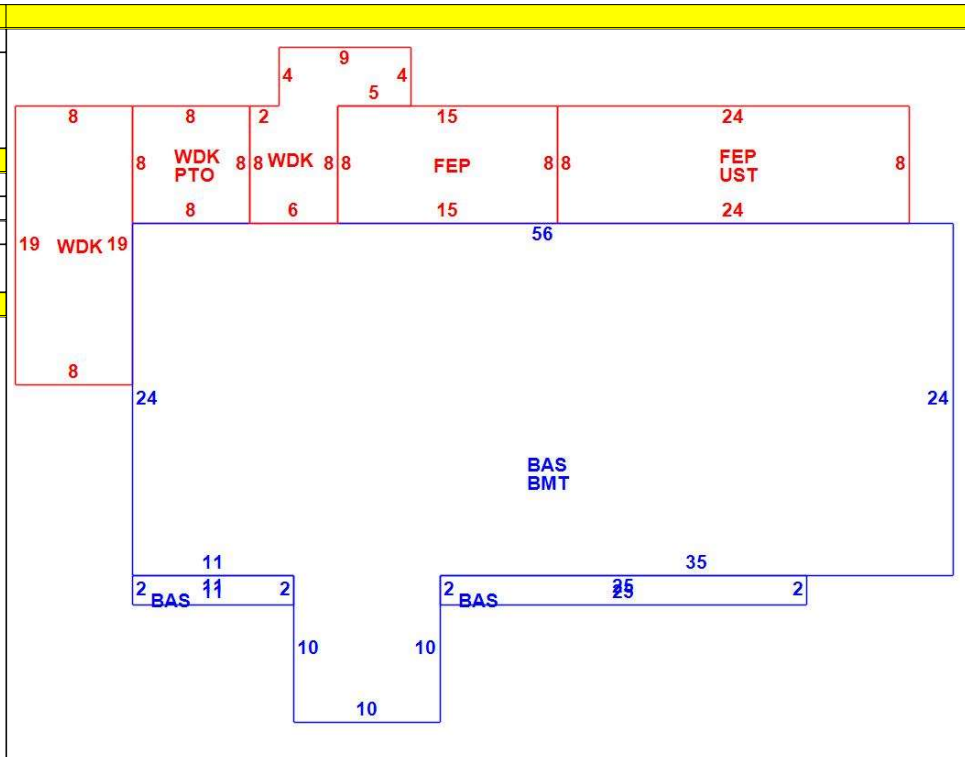 9
4 4
5
8 8 2 15 24
8 WDK PTO 8 8 WDK 8 8 FEP 8 8 FEP UST 8
8 6 15 24
56
19 WDK 19
8
24 24
BAS
BMT
11 35
2 11 2 2 25 2
11 25
BAS BAS
10 10
10